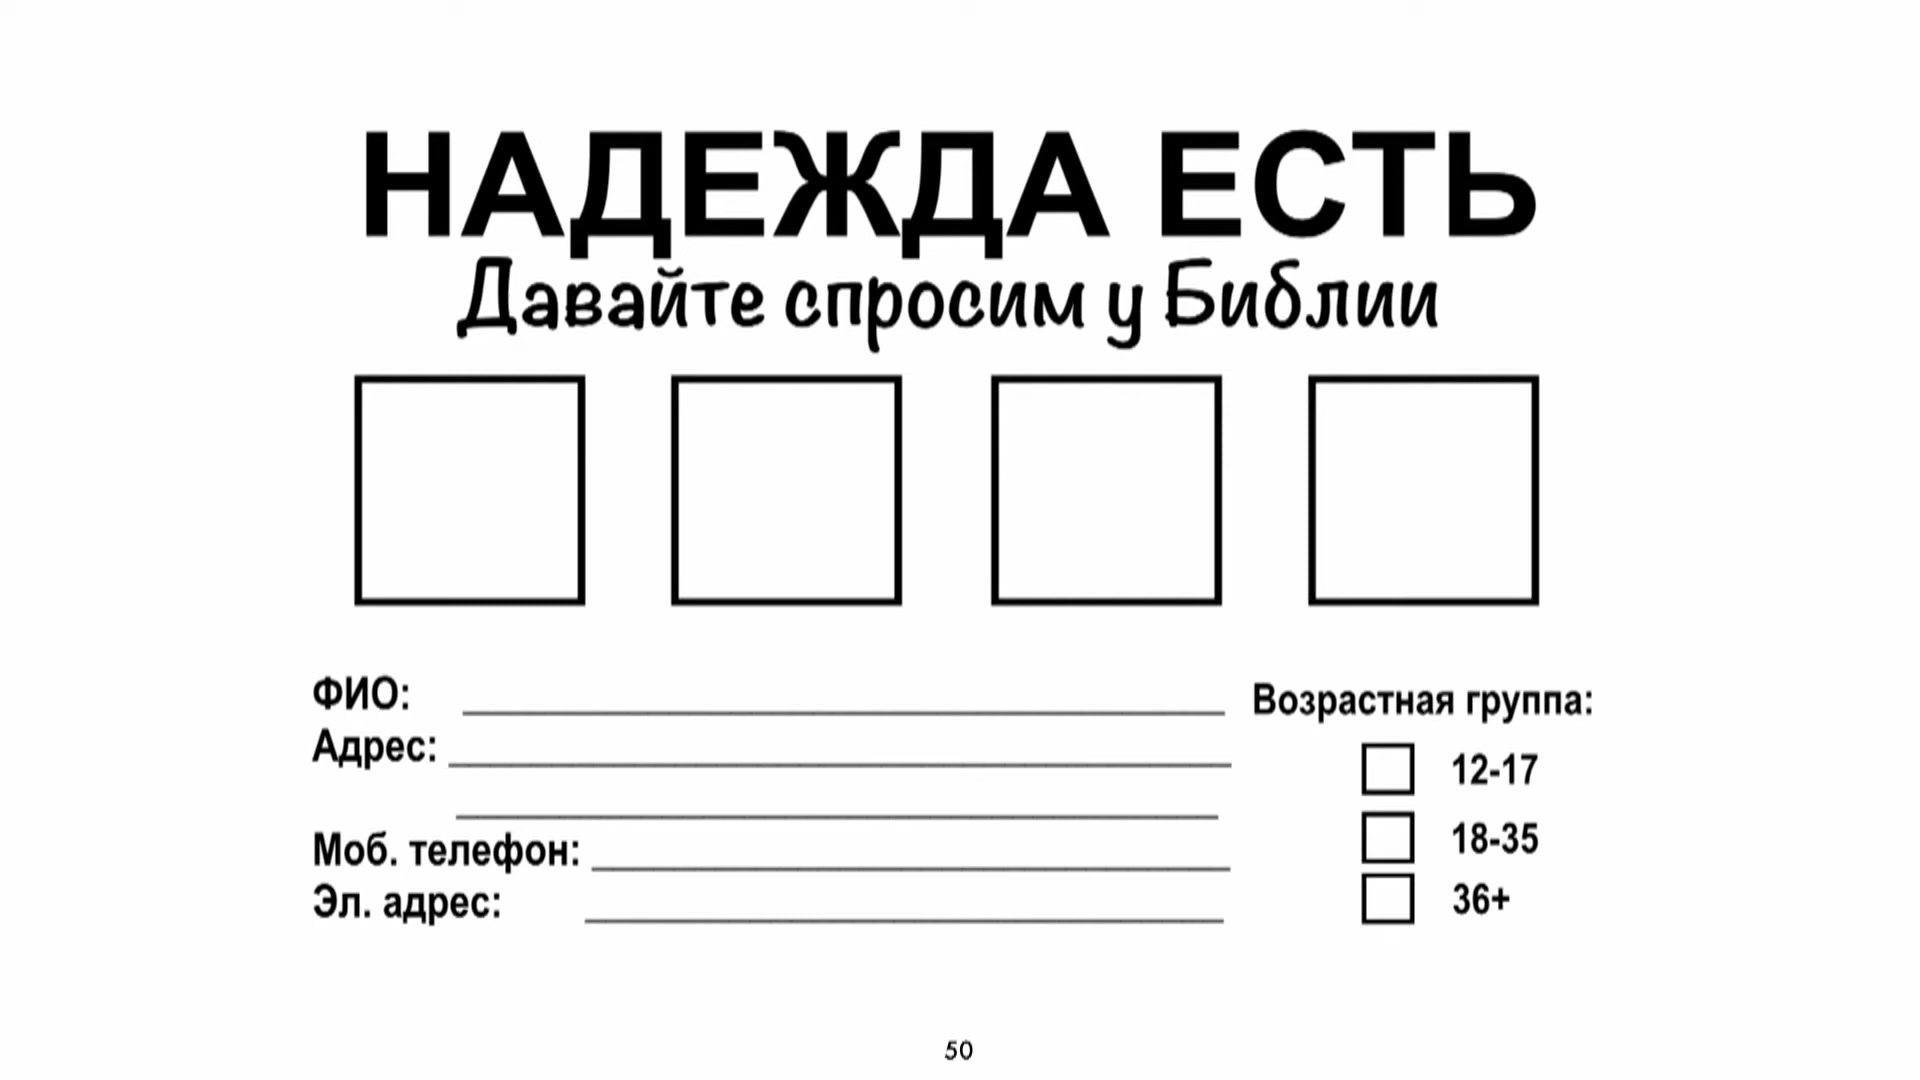 НАДЕЖДА ЕСТЬ
Давайте спросим у Библии
ФИО:
Адрес:
Моб. телефон:
Эл. адрес:
Возрастная группа:
12-17
18-35
36+
50